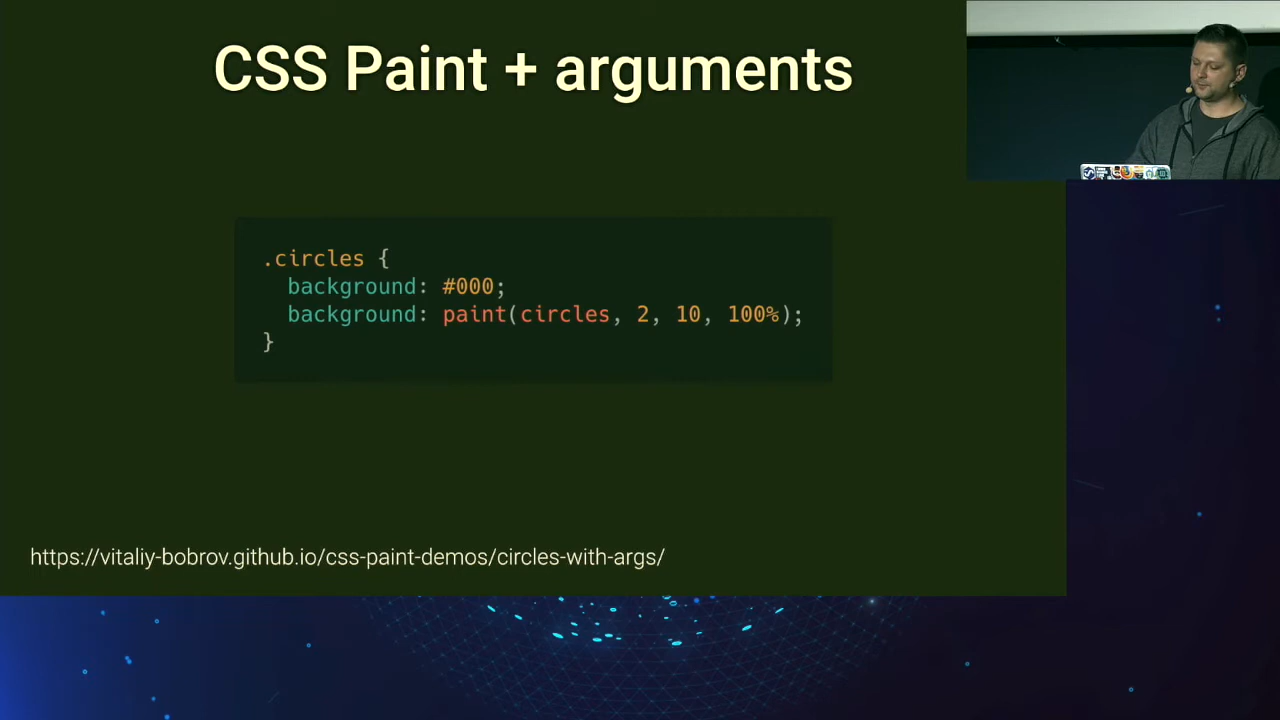 CSS Paint + arguments
.circles {
background: #000;
background: paint(circles, 2, 10, 100%);
}
https://vitaliy-bobrov.github.io/css-paint-demos/circles-with-args/